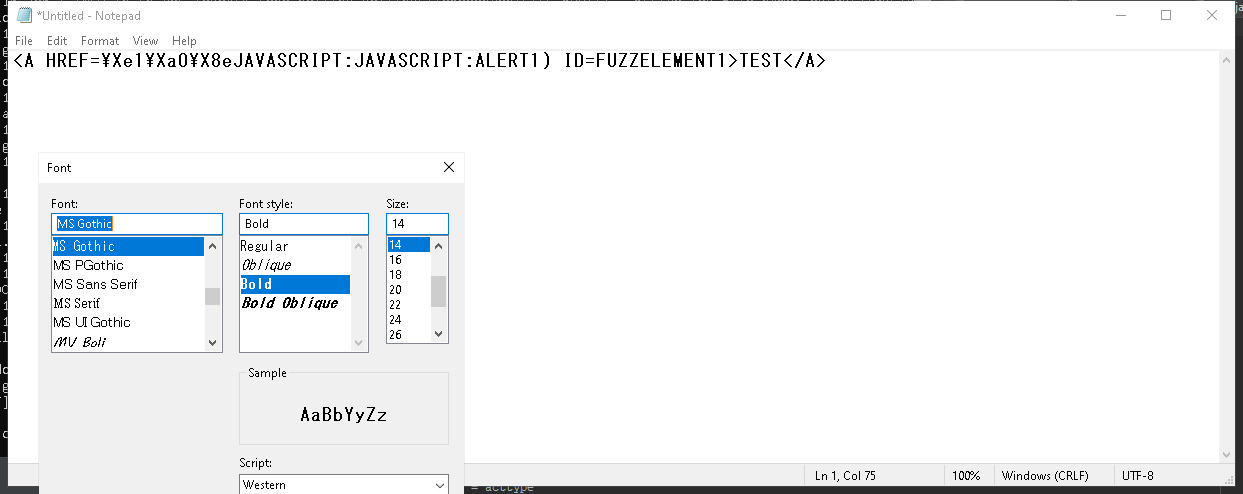 *Untitled - Notepad
File Edit Format View Help
<A HREF=¥Xe1¥Xa0¥X8eJAVASCRIPT:JAVASCRIPT:ALERT1) ID=FUZZELEMENT1>TEST</A>
Font
Font: Font style: Size:
MS Gothic Bold 14
MS Gothic
MS PGothic
MS Sans Serif
MS Serif
MS UI Gothic
MV Boli
Regular
Oblique
Bold
Bold Oblique
14
16
18
20
22
24
26
Sample
AaBbYyZz
Script:
Western
Ln 1, Col 75 100% Windows (CRLF) UTF-8
= acctype